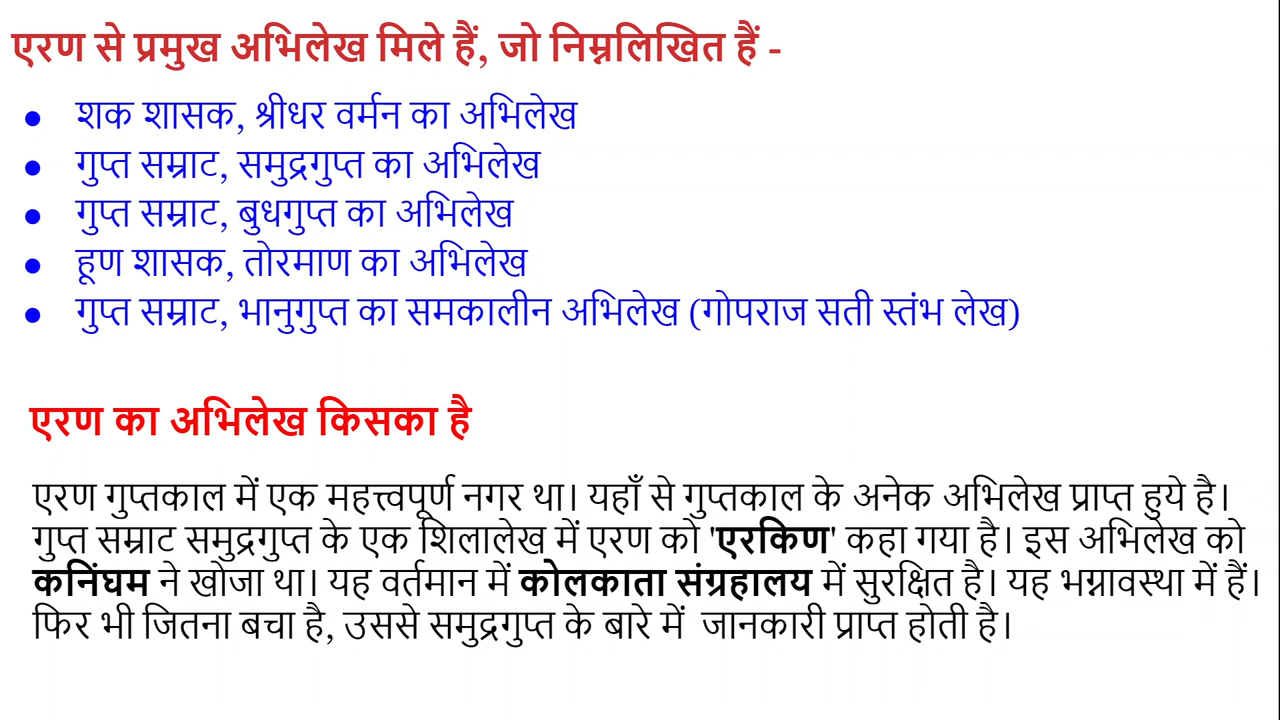 एरण से प्रमुख अभिलेख मिले हैं, जो निम्नलिखित हैं -
● शक शासक, श्रीधर वर्मन का अभिलेख
● गुप्त सम्राट, समुद्रगुप्त का अभिलेख
● गुप्त सम्राट, बुधगुप्त का अभिलेख
● हूण शासक, तोरमाण का अभिलेख
● गुप्त सम्राट, भानुगुप्त का समकालीन अभिलेख (गोपराज सती स्तंभ लेख)
एरण का अभिलेख किसका है
एरण गुप्तकाल में एक महत्त्वपूर्ण नगर था। यहाँ से गुप्तकाल के अनेक अभिलेख प्राप्त हुये है।
गुप्त सम्राट समुद्रगुप्त के एक शिलालेख में एरण को 'एरकिण' कहा गया है। इस अभिलेख को
कनिंघम ने खोजा था। यह वर्तमान में कोलकाता संग्रहालय में सुरक्षित है। यह भग्नावस्था में हैं।
फिर भी जितना बचा है, उससे समुद्रगुप्त के बारे में जानकारी प्राप्त होती है।